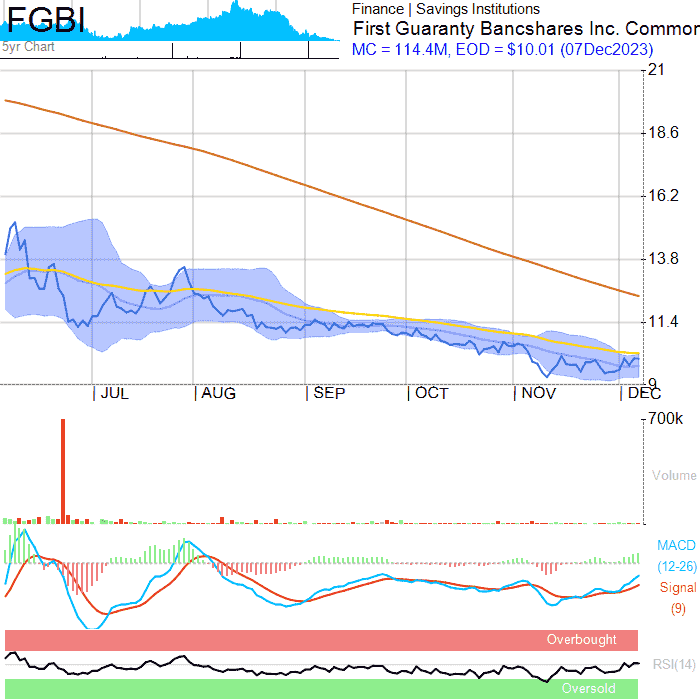 FGBI
5yr Chart
Finance | Savings Institutions
First Guaranty Bancshares Inc. Common
MC = 114.4M, EOD = $10.01 (07Dec2023)
21
18.6
16.2
13.8
11.4
9
JUL AUG SEP OCT NOV DEC
700k
Volume
MACD
(12-26)
Signal
(9)
Overbought
RSI(14)
Oversold